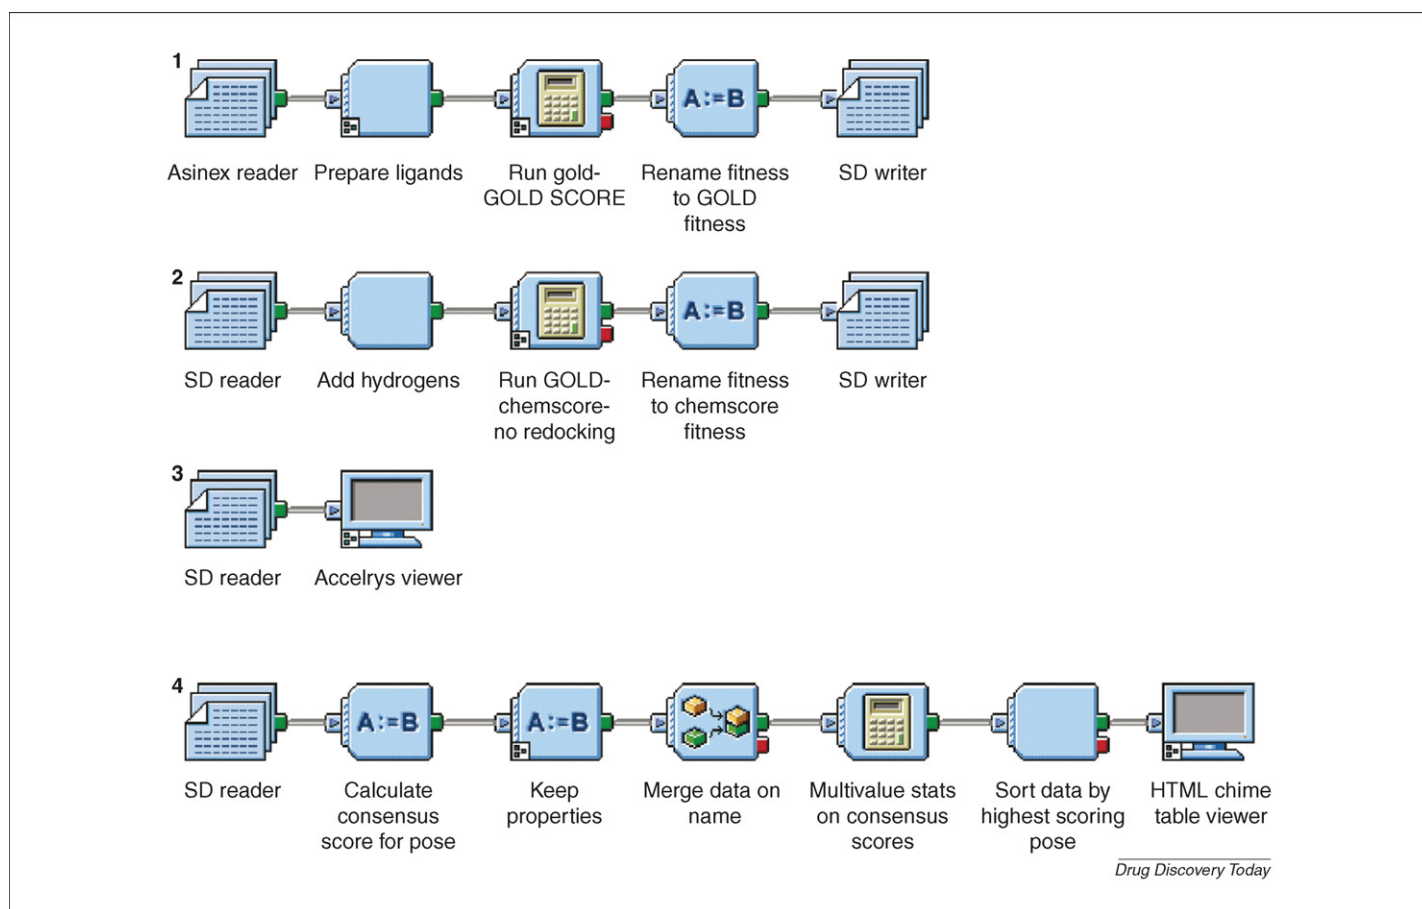 1
Asinex reader
Prepare ligands
Run gold-
GOLD SCORE
A:=B
Rename fitness
to GOLD
fitness
SD writer
2
SD reader
Add hydrogens
Run GOLD-
chemscore-
no redocking
A:=B
Rename fitness
to chemscore
fitness
SD writer
3
SD reader
Accelrys viewer
4
SD reader
A:=B
Calculate
consensus
score for pose
A:=B
Keep
properties
Merge data on
name
Multivalue stats
on consensus
scores
Sort data by
highest scoring
pose
HTML chime
table viewer
Drug Discovery Today